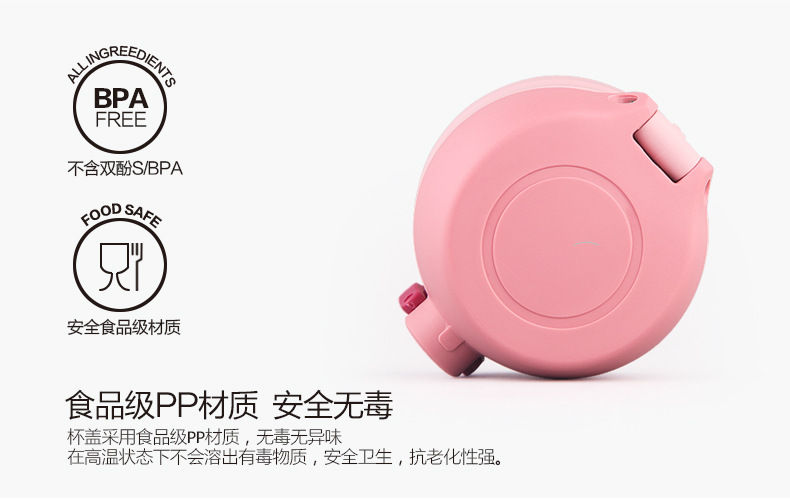 ALL INGREEDIENTS
BPA
FREE
不含双酚S/BPA
FOOD SAFE
安全食品级材质
食品级PP材质 安全无毒
杯盖采用食品级PP材质，无毒无异味
在高温状态下不会溶出有毒物质，安全卫生，抗老化性强。